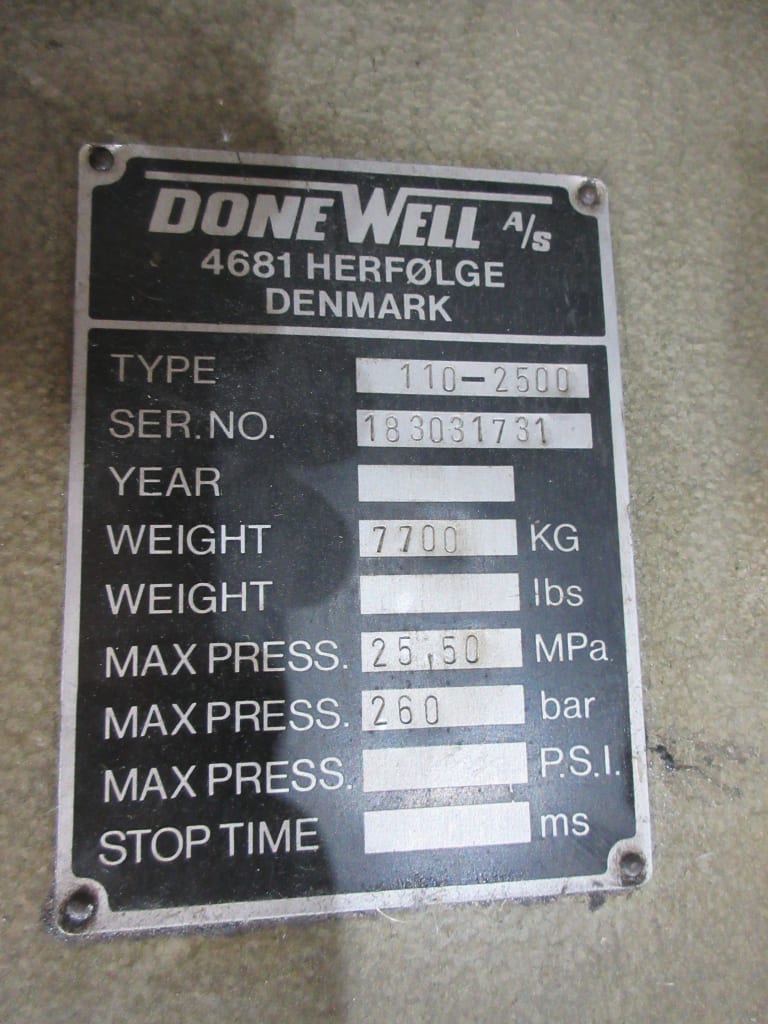 DONEWELL A/S
4681 HERFØLGE
DENMARK
TYPE 110-2500
SER.NO. 183031731
YEAR
WEIGHT 7700 KG
WEIGHT lbs
MAX PRESS. 25,50 MPa
MAX PRESS. 260 bar
MAX PRESS. P.S.I.
STOP TIME ms